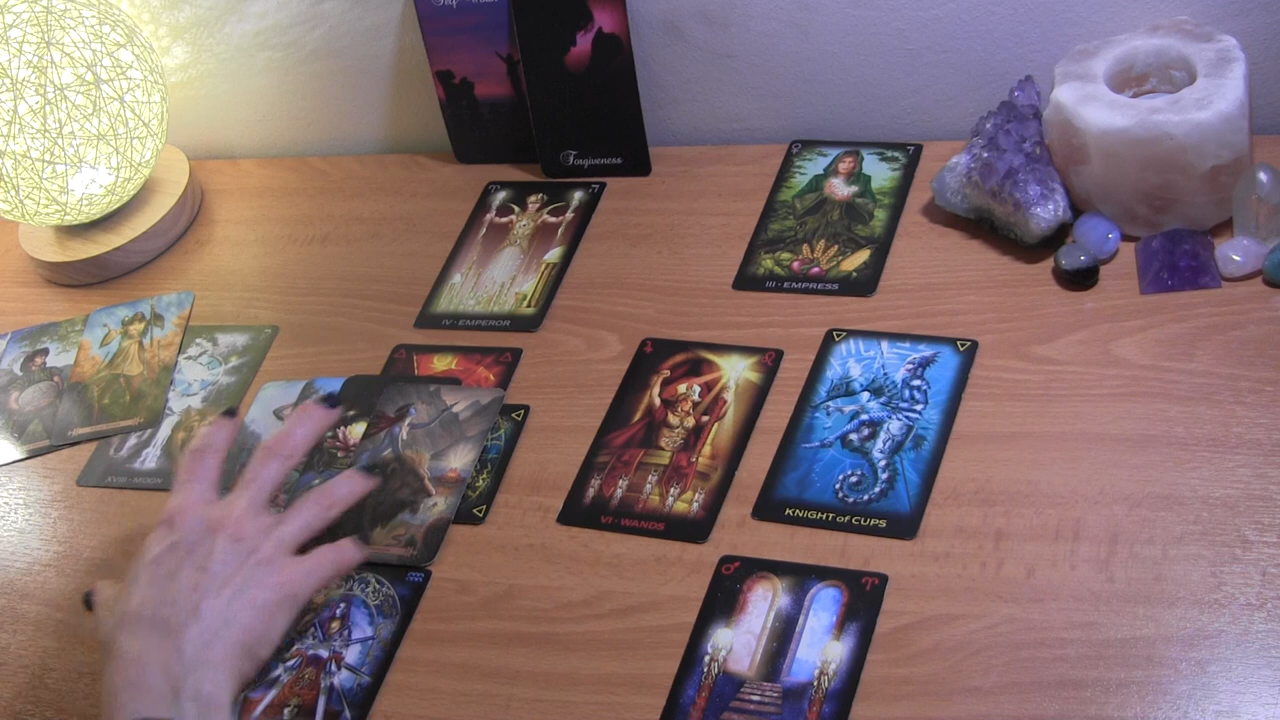 Forgiveness
IV · EMPEROR
III · EMPRESS
XVIII · MOON
VI · WANDS
KNIGHT of CUPS